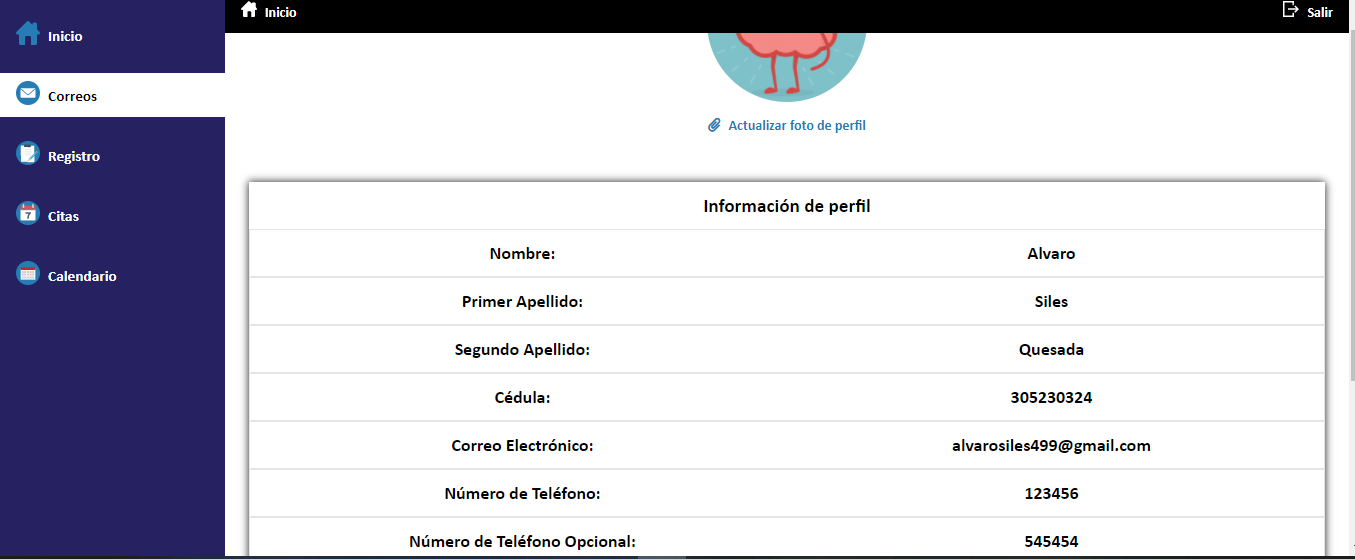 Inicio
Salir
Inicio
Correos
Registro
7
Citas
Calendario
Actualizar foto de perfil
Información de perfil
Nombre: Alvaro
Primer Apellido: Siles
Segundo Apellido: Quesada
Cédula: 305230324
Correo Electrónico: alvarosiles499@gmail.com
Número de Teléfono: 123456
Número de Teléfono Opcional: 545454